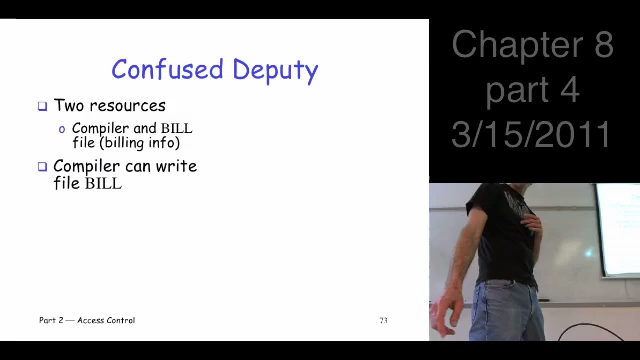 Confused Deputy
Two resources
Compiler and BILL
file (billing info)
Compiler can write
file BILL
Part 2 — Access Control
73
Chapter 8
part 4
3/15/2011